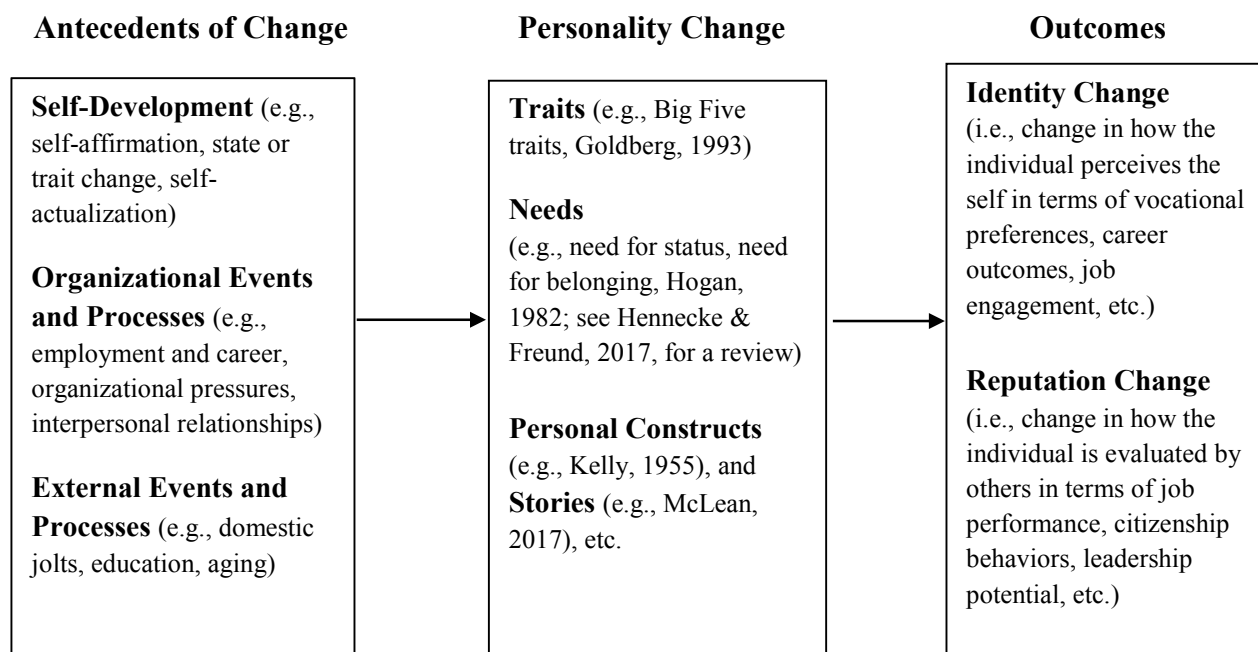 Antecedents of Change
Self-Development (e.g.,
self-affirmation, state or
trait change, self-
actualization)
Organizational Events
and Processes (e.g.,
employment and career,
organizational pressures,
interpersonal relationships)
External Events and
Processes (e.g., domestic
jolts, education, aging)
Personality Change
Traits (e.g., Big Five
traits, Goldberg, 1993)
Needs
(e.g., need for status, need
for belonging, Hogan,
1982; see Hennecke &
Freund, 2017, for a review)
Personal Constructs
(e.g., Kelly, 1955), and
Stories (e.g., McLean,
2017), etc.
Outcomes
Identity Change
(i.e., change in how the
individual perceives the
self in terms of vocational
preferences, career
outcomes, job
engagement, etc.)
Reputation Change
(i.e., change in how the
individual is evaluated by
others in terms of job
performance, citizenship
behaviors, leadership
potential, etc.)